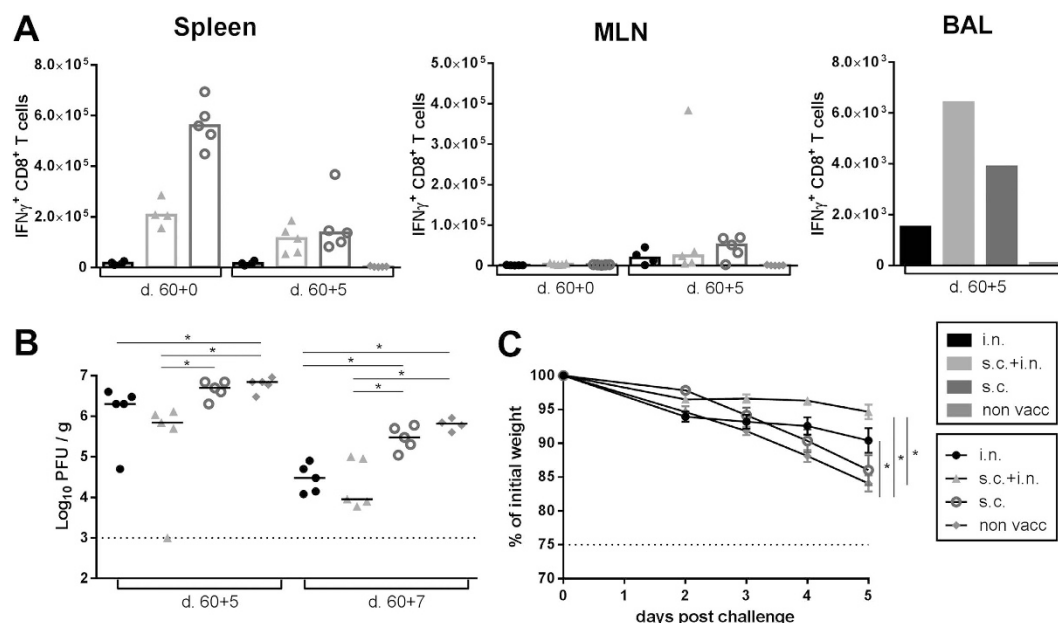 A
Spleen
MLN
BAL
IFNγ⁺ CD8⁺ T cells
8.0×10⁵
6.0×10⁵
4.0×10⁵
2.0×10⁵
0
d. 60+0
d. 60+5
IFNγ⁺ CD8⁺ T cells
5.0×10⁵
4.0×10⁵
3.0×10⁵
2.0×10⁵
1.0×10⁵
0
d. 60+0
d. 60+5
IFNγ⁺ CD8⁺ T cells
8.0×10³
6.0×10³
4.0×10³
2.0×10³
0
d. 60+5
i.n.
s.c.+i.n.
s.c.
non vacc
B
Log₁₀ PFU / g
7
6
5
4
3
2
*
*
*
*
*
*
*
d. 60+5
d. 60+7
C
% of initial weight
100
95
90
85
80
75
70
0
1
2
3
4
5
days post challenge
* * *
i.n.
s.c.+i.n.
s.c.
non vacc